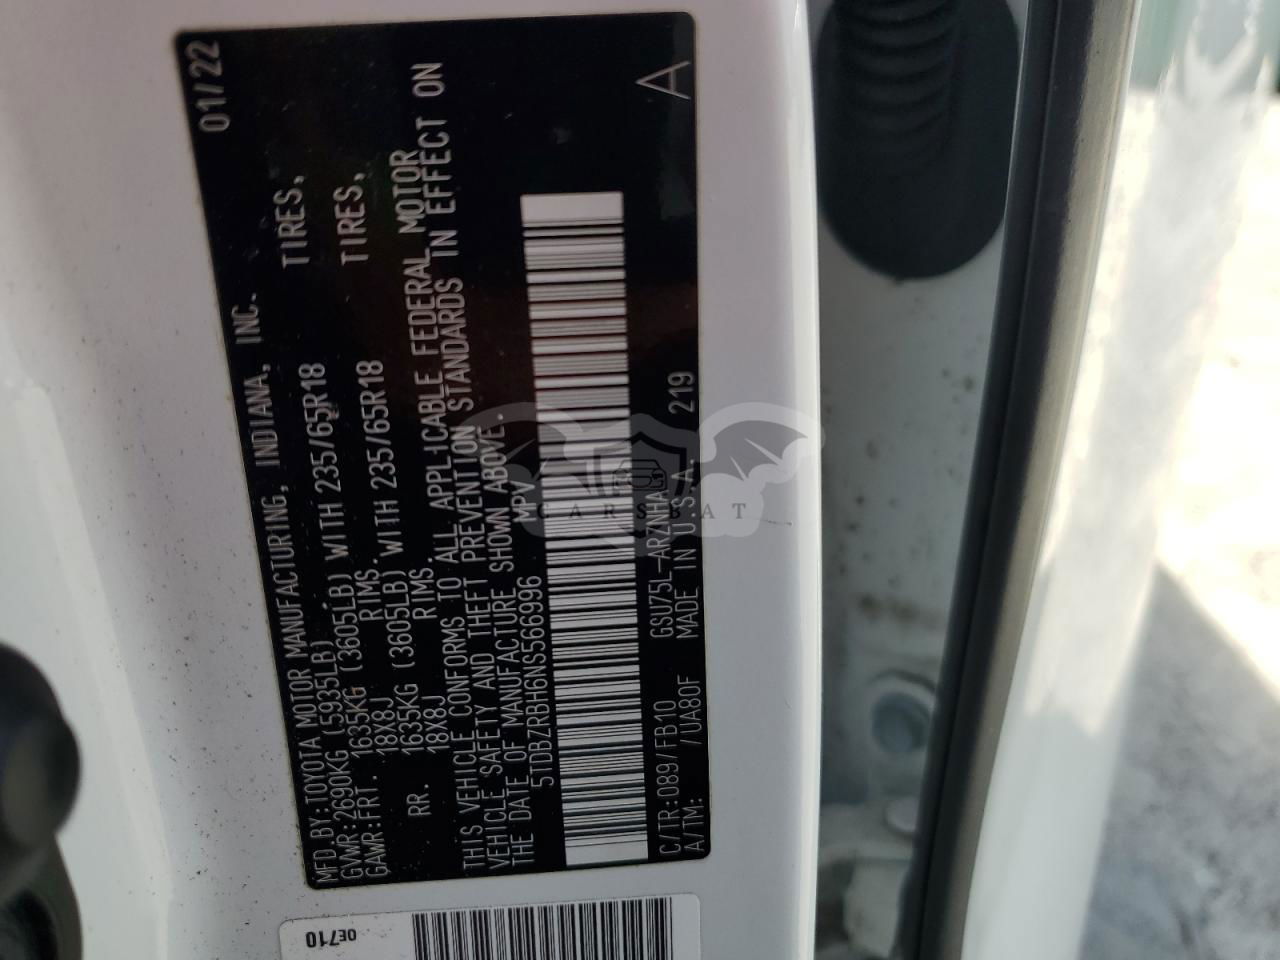 MFD.BY:TOYOTA MOTOR MANUFACTURING, INDIANA, INC. 01/22
GVWR:2690KG (5935LB)
GAWR:FRT. 1635KG (3605LB) WITH 235/65R18 TIRES,
18X8J RIMS.
RR. 1635KG (3605LB) WITH 235/65R18 TIRES,
18X8J RIMS.
THIS VEHICLE CONFORMS TO ALL APPLICABLE FEDERAL MOTOR
VEHICLE SAFETY AND THEFT PREVENTION STANDARDS IN EFFECT ON
THE DATE OF MANUFACTURE SHOWN ABOVE.
5TDBZRBH6NS566996 MPV
C/TR:089/FB10 GSU75L-ARZNHA 219
A/TM: /UA80F MADE IN U.S.A. A
0E710
CARSBAT